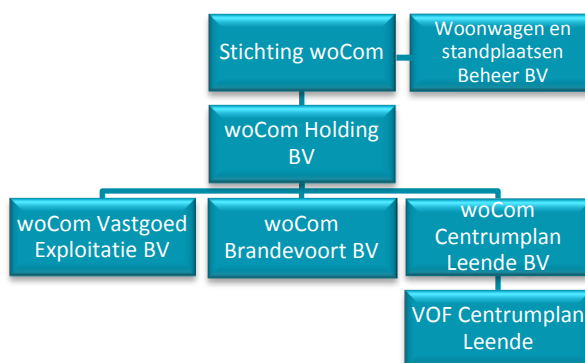 Stichting woCom
Woonwagen en
standplaatsen
Beheer BV
woCom Holding
BV
woCom Vastgoed
Exploitatie BV
woCom
Brandevoort BV
woCom
Centrumplan
Leende BV
VOF Centrumplan
Leende